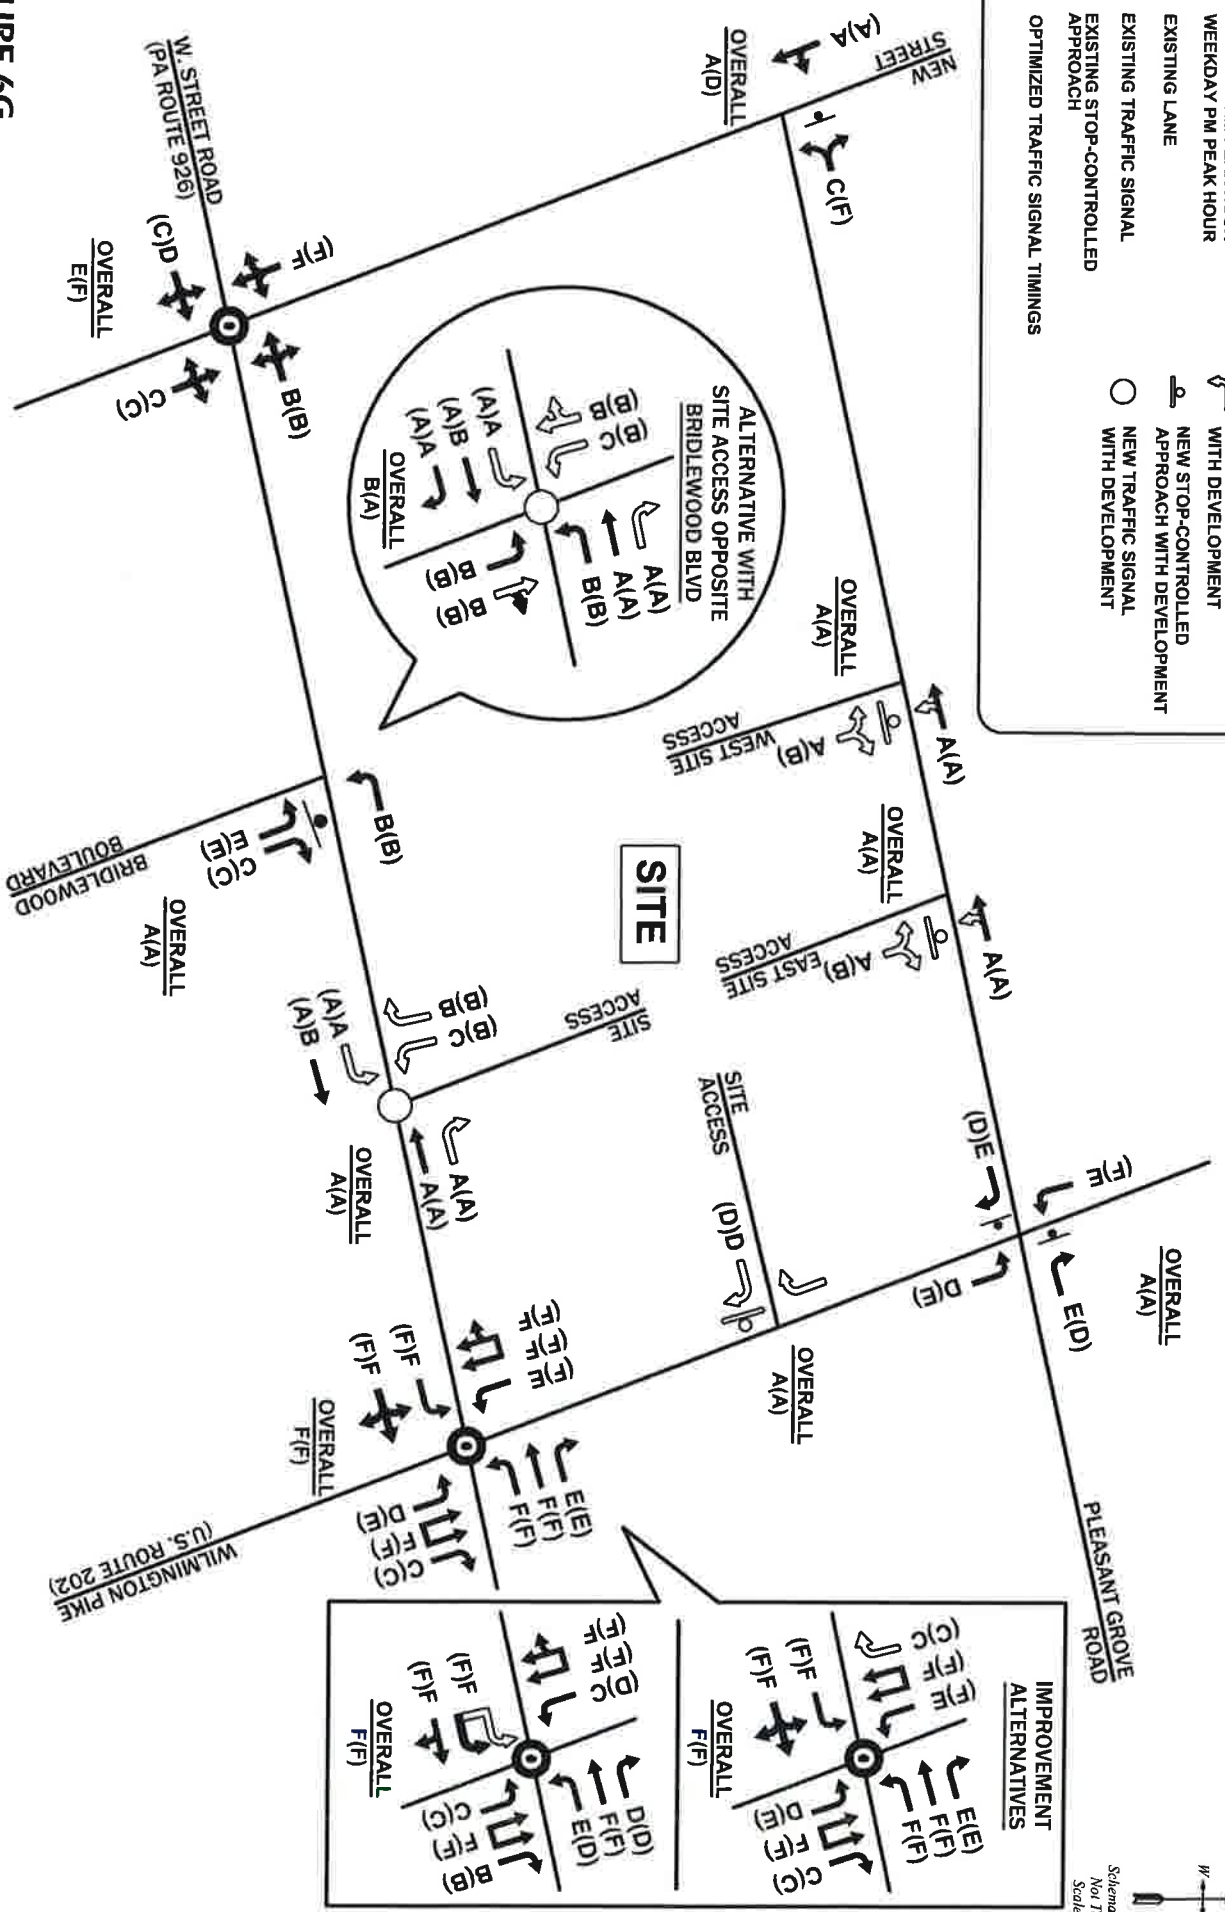 WEEKDAY PM PEAK HOUR
EXISTING LANE
EXISTING TRAFFIC SIGNAL
EXISTING STOP-CONTROLLED
APPROACH
OPTIMIZED TRAFFIC SIGNAL TIMINGS
WITH DEVELOPMENT
NEW STOP-CONTROLLED
APPROACH WITH DEVELOPMENT
NEW TRAFFIC SIGNAL
WITH DEVELOPMENT
NEW
STREET
(A)A
OVERALL
A(D)
C(F)
W. STREET ROAD
(PA ROUTE 926)
(F)F
(C)D
B(B)
C(C)
OVERALL
E(F)
ALTERNATIVE WITH
SITE ACCESS OPPOSITE
BRIDLEWOOD BLVD
(B)B
(B)C
(A)A
(A)B
(A)A
A(A)
A(A)
B(B)
B(B)
B(B)
OVERALL
B(A)
OVERALL
A(A)
WEST SITE
ACCESS
A(B)
A(A)
OVERALL
A(A)
EAST SITE
ACCESS
A(B)
A(A)
SITE
B(B)
E(E)
C(C)
BRIDLEWOOD
BOULEVARD
OVERALL
A(A)
(B)B
(B)C
(A)A
(A)B
SITE
ACCESS
A(A)
A(A)
OVERALL
A(A)
SITE
ACCESS
(D)D
OVERALL
A(A)
(D)E
(F)E
E(D)
D(E)
OVERALL
A(A)
PLEASANT GROVE
ROAD
(F)F
(F)F
(F)E
(F)F
(F)F
E(E)
F(F)
F(F)
D(E)
F(F)
C(C)
OVERALL
F(F)
WILMINGTON PIKE
(U.S. ROUTE 202)
IMPROVEMENT
ALTERNATIVES
(C)C
(F)F
(F)E
(F)F
(F)F
E(E)
F(F)
F(F)
D(E)
F(F)
C(C)
OVERALL
F(F)
(F)F
(F)F
(D)C
(F)F
(F)F
D(D)
F(F)
E(D)
C(C)
F(F)
B(B)
OVERALL
F(F)
W